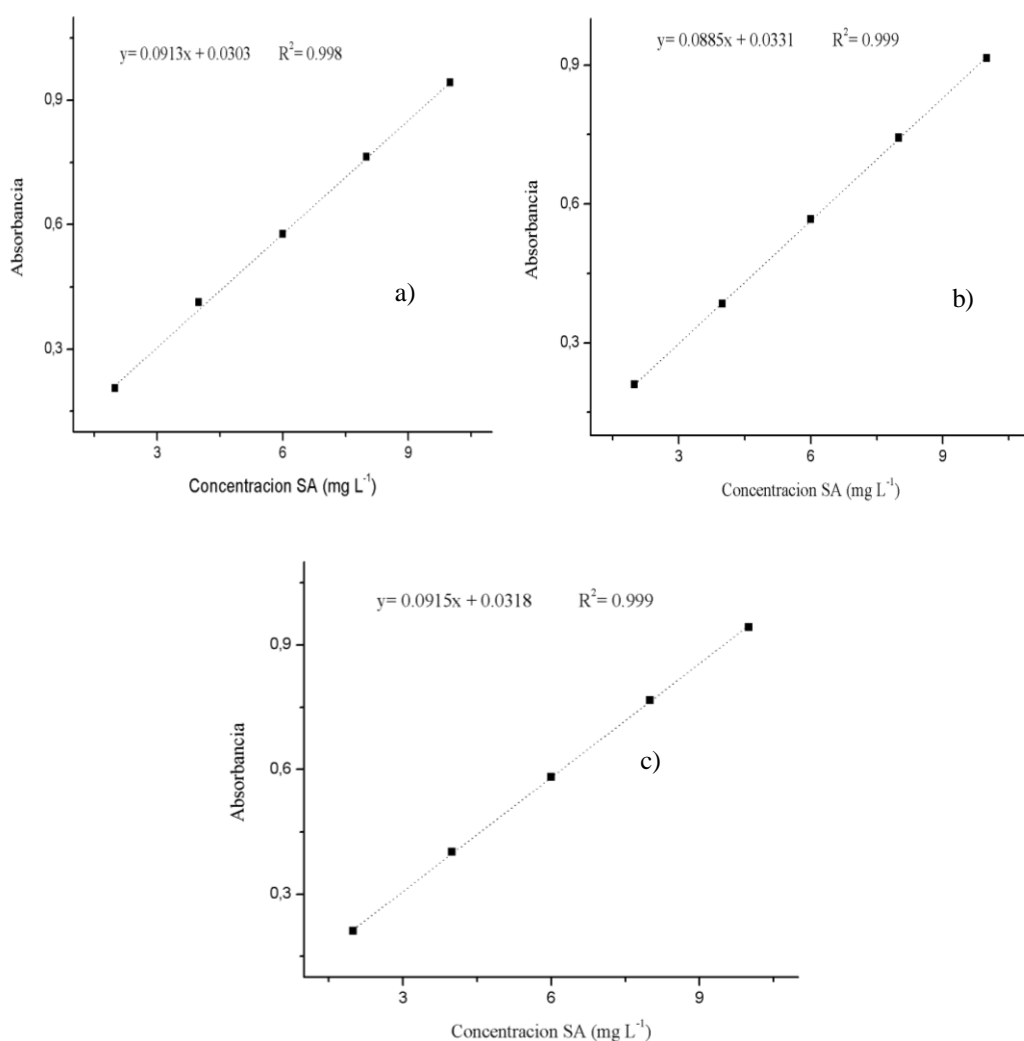 y= 0.0913x + 0.0303 R²= 0.998
0,9
0,6
0,3
Absorbancia
a)
3 6 9
Concentracion SA (mg L⁻¹)
y= 0.0885x + 0.0331 R²= 0.999
0,9
0,6
0,3
Absorbancia
b)
3 6 9
Concentracion SA (mg L⁻¹)
y= 0.0915x + 0.0318 R²= 0.999
0,9
0,6
0,3
Absorbancia
c)
3 6 9
Concentracion SA (mg L⁻¹)